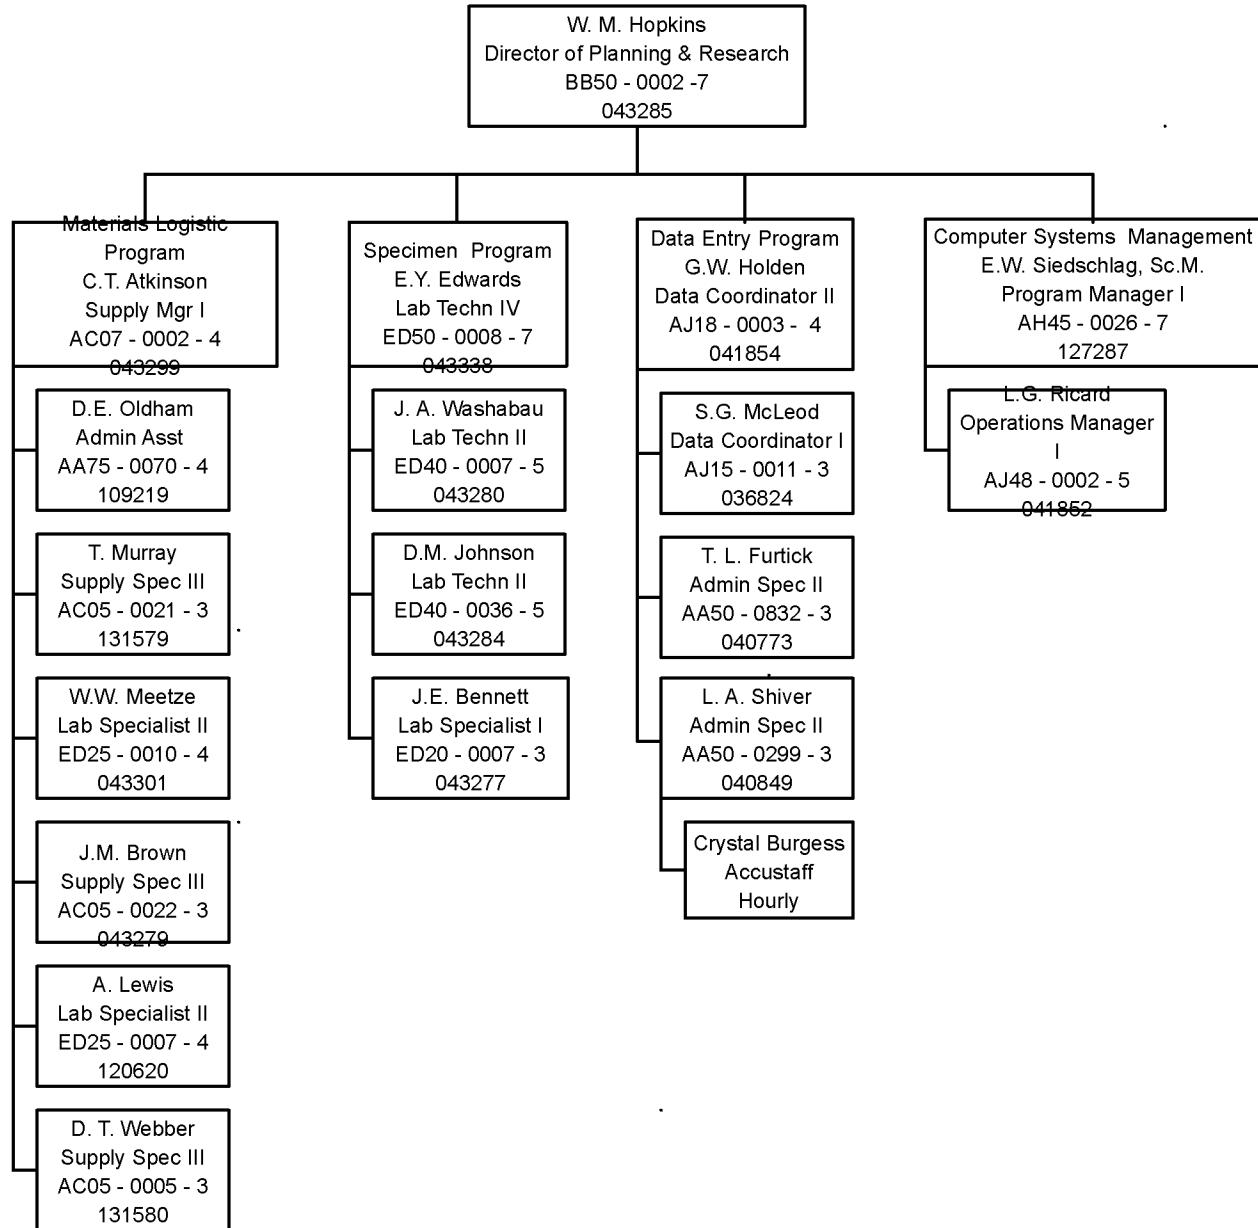 W. M. Hopkins
Director of Planning & Research
BB50 - 0002 -7
043285
Materials Logistic
Program
C.T. Atkinson
Supply Mgr I
AC07 - 0002 - 4
043299
D.E. Oldham
Admin Asst
AA75 - 0070 - 4
109219
T. Murray
Supply Spec III
AC05 - 0021 - 3
131579
W.W. Meetze
Lab Specialist II
ED25 - 0010 - 4
043301
J.M. Brown
Supply Spec III
AC05 - 0022 - 3
043279
A. Lewis
Lab Specialist II
ED25 - 0007 - 4
120620
D. T. Webber
Supply Spec III
AC05 - 0005 - 3
131580
Specimen Program
E.Y. Edwards
Lab Techn IV
ED50 - 0008 - 7
043338
J. A. Washabau
Lab Techn II
ED40 - 0007 - 5
043280
D.M. Johnson
Lab Techn II
ED40 - 0036 - 5
043284
J.E. Bennett
Lab Specialist I
ED20 - 0007 - 3
043277
Data Entry Program
G.W. Holden
Data Coordinator II
AJ18 - 0003 - 4
041854
S.G. McLeod
Data Coordinator I
AJ15 - 0011 - 3
036824
T. L. Furtick
Admin Spec II
AA50 - 0832 - 3
040773
L. A. Shiver
Admin Spec II
AA50 - 0299 - 3
040849
Crystal Burgess
Accustaff
Hourly
Computer Systems Management
E.W. Siedschlag, Sc.M.
Program Manager I
AH45 - 0026 - 7
127287
L.G. Ricard
Operations Manager
I
AJ48 - 0002 - 5
041852